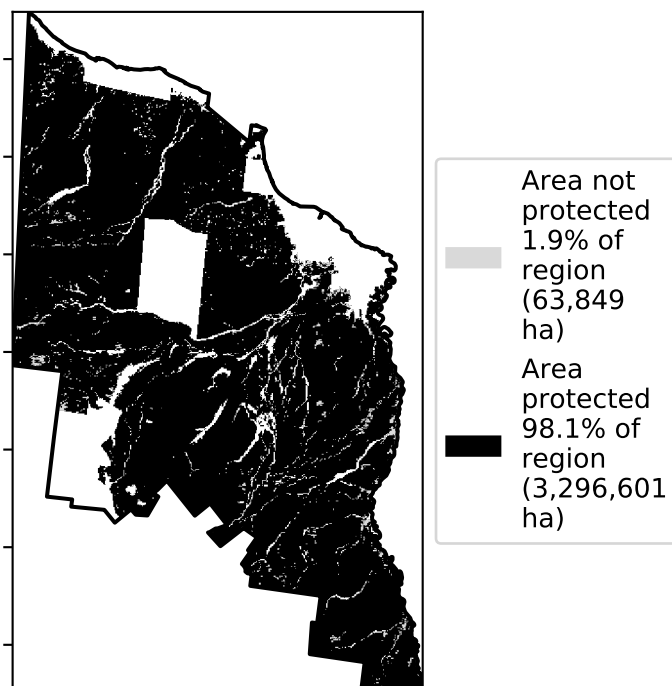 Area not
protected
1.9% of
region
(63,849
ha)
Area
protected
98.1% of
region
(3,296,601
ha)